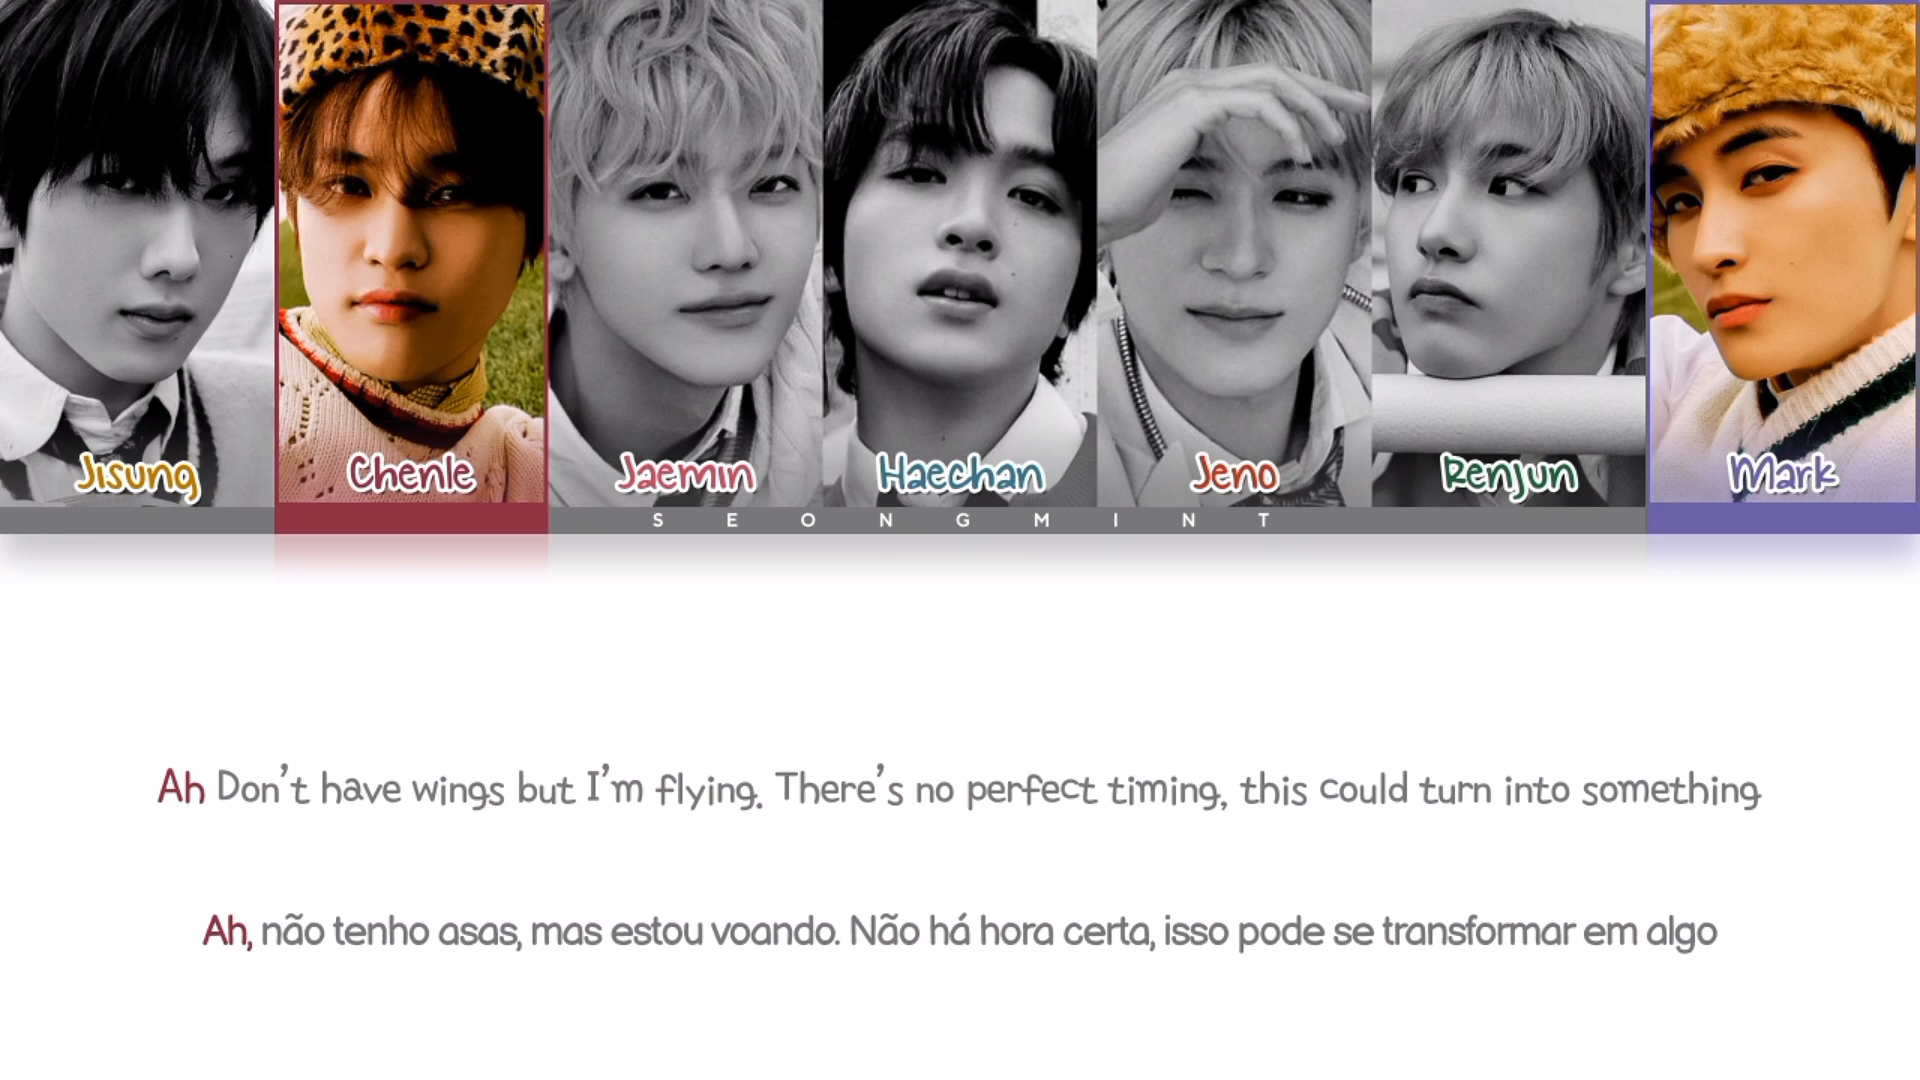 Jisung
Chenle
Jaemin
Haechan
Jeno
Renjun
Mark
SEONGMINT
Ah Don't have wings but I'm flying. There's no perfect timing, this could turn into something
Ah, não tenho asas, mas estou voando. Não há hora certa, isso pode se transformar em algo